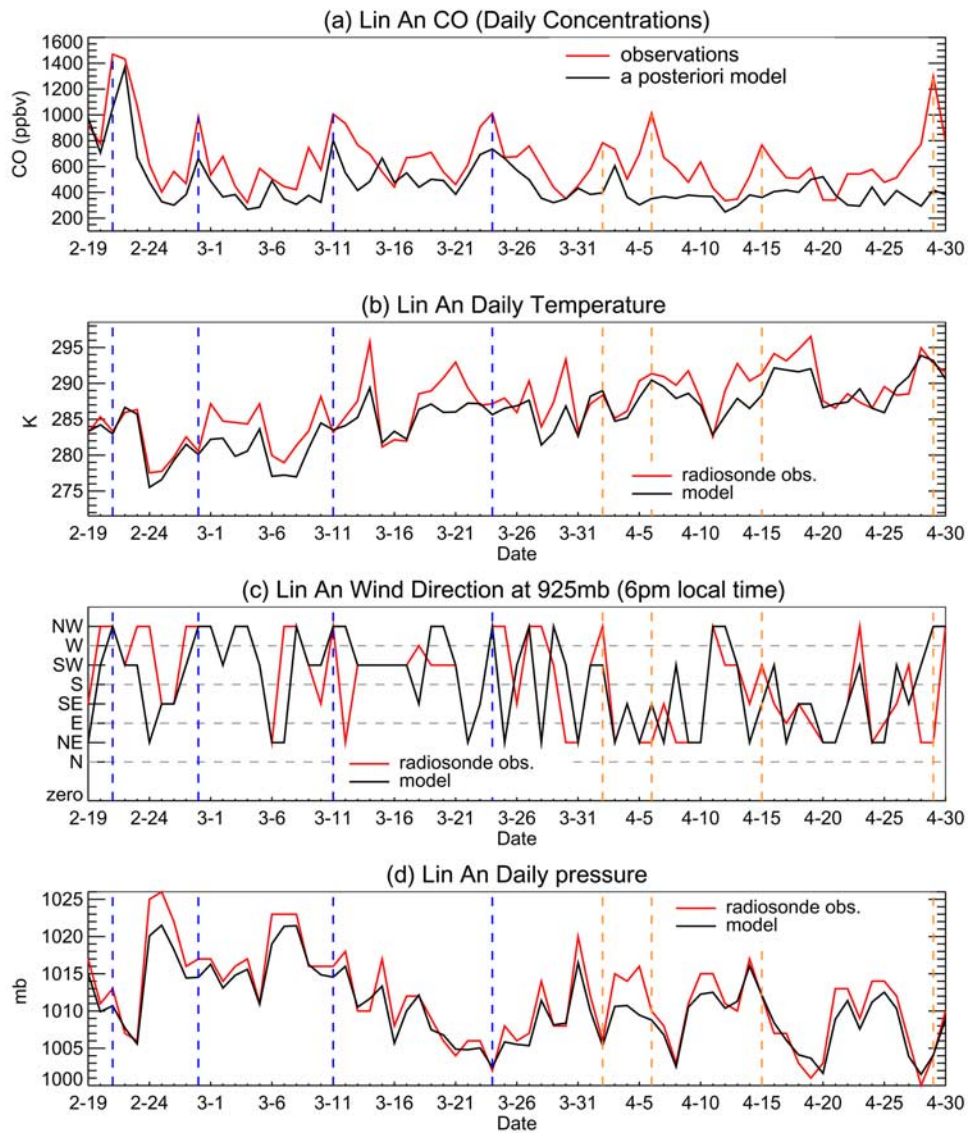 (a) Lin An CO (Daily Concentrations)
1600
1400
1200
1000
800
600
400
200
CO (ppbv)
observations
a posteriori model
2-19 2-24 3-1 3-6 3-11 3-16 3-21 3-26 3-31 4-5 4-10 4-15 4-20 4-25 4-30
(b) Lin An Daily Temperature
295
290
285
280
275
K
radiosonde obs.
model
2-19 2-24 3-1 3-6 3-11 3-16 3-21 3-26 3-31 4-5 4-10 4-15 4-20 4-25 4-30
Date
(c) Lin An Wind Direction at 925mb (6pm local time)
NW
W
SW
S
SE
E
NE
N
zero
radiosonde obs.
model
2-19 2-24 3-1 3-6 3-11 3-16 3-21 3-26 3-31 4-5 4-10 4-15 4-20 4-25 4-30
Date
(d) Lin An Daily pressure
1025
1020
1015
1010
1005
1000
mb
radiosonde obs.
model
2-19 2-24 3-1 3-6 3-11 3-16 3-21 3-26 3-31 4-5 4-10 4-15 4-20 4-25 4-30
Date